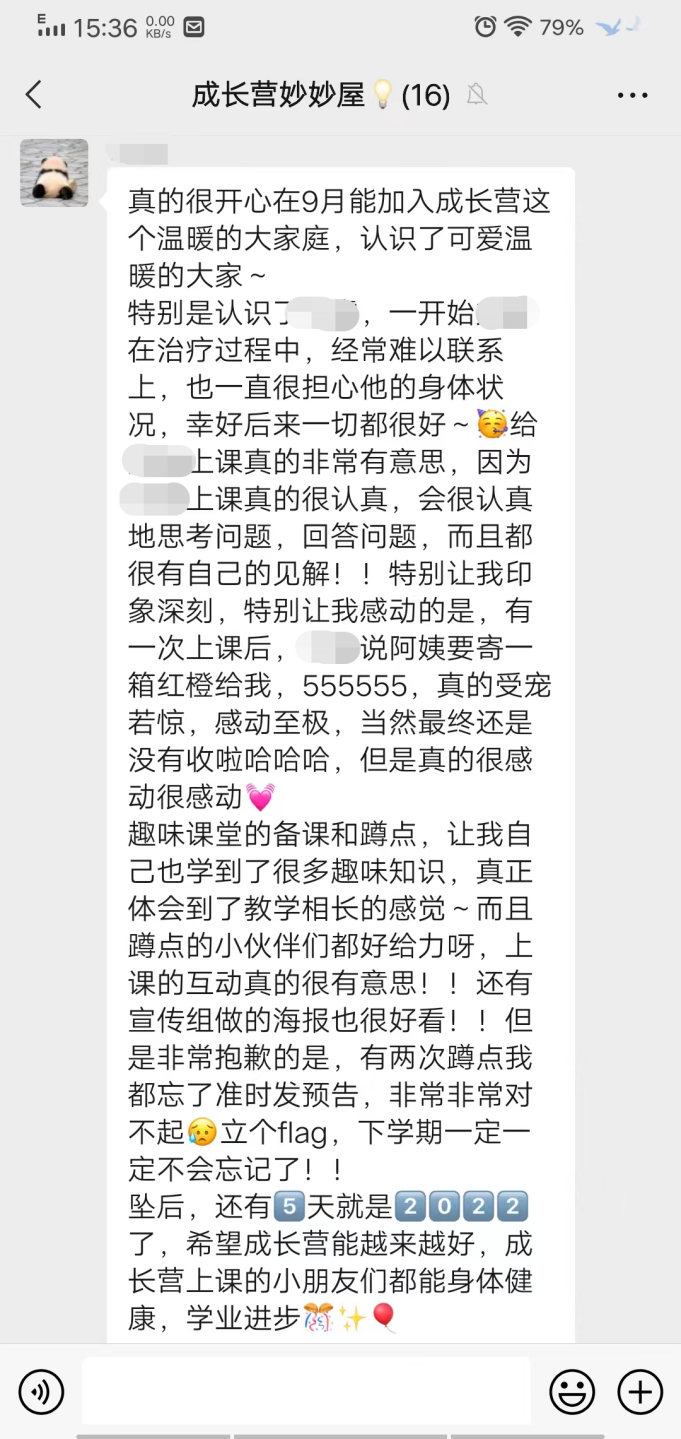 E
15:36 0.00 KB/s 79%
成长营妙妙屋💡(16)
真的很开心在9月能加入成长营这
个温暖的大家庭，认识了可爱温
暖的大家～
特别是认识了，一开始
在治疗过程中，经常难以联系
上，也一直很担心他的身体状
况，幸好后来一切都很好～🥳给
上课真的非常有意思，因为
上课真的很认真，会很认真
地思考问题，回答问题，而且都
很有自己的见解！！特别让我印
象深刻，特别让我感动的是，有
一次上课后，说阿姨要寄一
箱红橙给我，555555，真的受宠
若惊，感动至极，当然最终还是
没有收啦哈哈哈，但是真的很感
动很感动💓
趣味课堂的备课和蹲点，让我自
己也学到了很多趣味知识，真正
体会到了教学相长的感觉～而且
蹲点的小伙伴们都好给力呀，上
课的互动真的很有意思！！还有
宣传组做的海报也很好看！！但
是非常抱歉的是，有两次蹲点我
都忘了准时发预告，非常非常对
不起😥立个flag，下学期一定一
定不会忘记了！！
坠后，还有5️⃣天就是2️⃣0️⃣2️⃣2️⃣
了，希望成长营能越来越好，成
长营上课的小朋友们都能身体健
康，学业进步🎊✨🎈